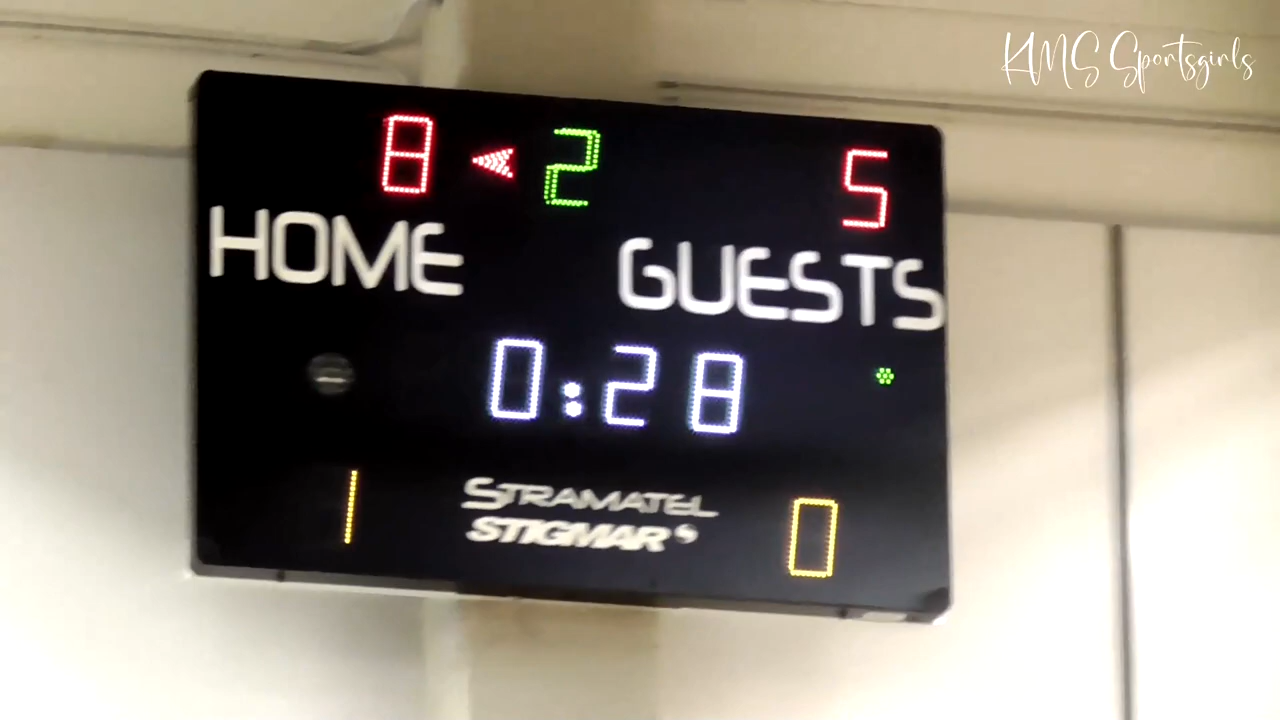 KMS Sportsgirls
8 2 5
HOME GUESTS
0:28
1 0
STRAMATEL
STIGMAR